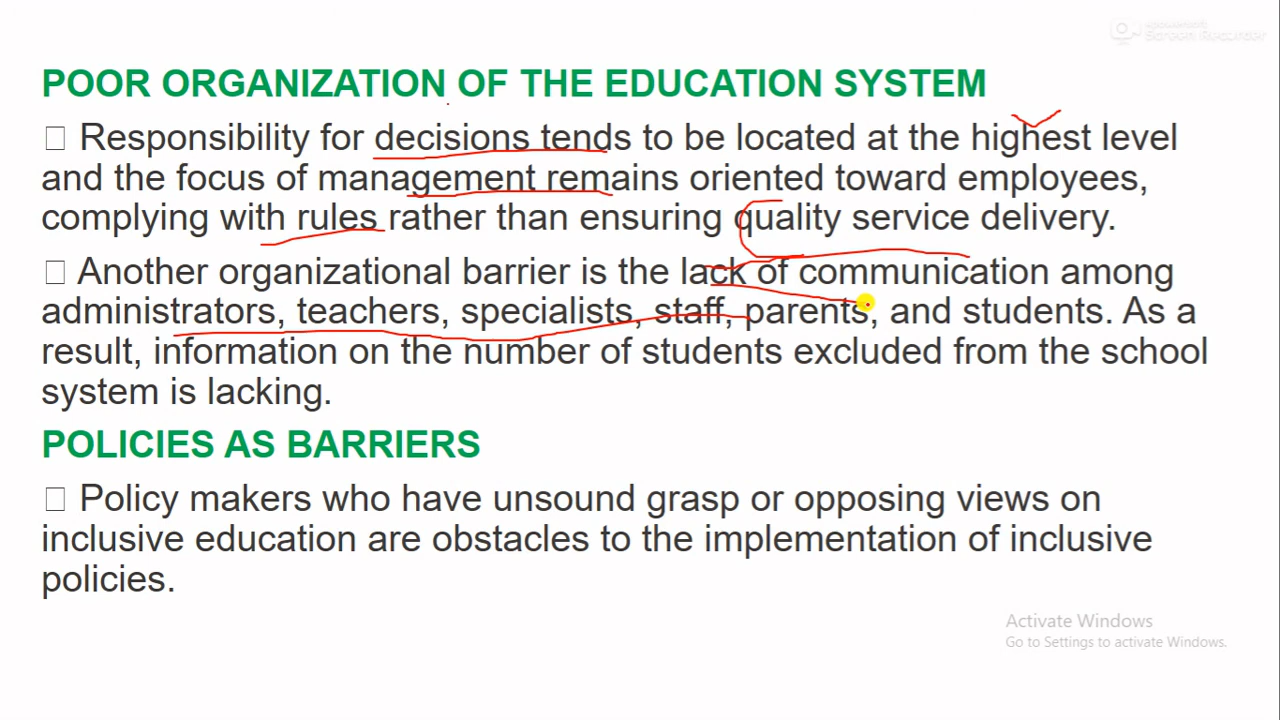 Screen Recorder
POOR ORGANIZATION OF THE EDUCATION SYSTEM
□ Responsibility for decisions tends to be located at the highest level
and the focus of management remains oriented toward employees,
complying with rules rather than ensuring quality service delivery.
□ Another organizational barrier is the lack of communication among
administrators, teachers, specialists, staff, parents, and students. As a
result, information on the number of students excluded from the school
system is lacking.
POLICIES AS BARRIERS
□ Policy makers who have unsound grasp or opposing views on
inclusive education are obstacles to the implementation of inclusive
policies.
Activate Windows
Go to Settings to activate Windows.